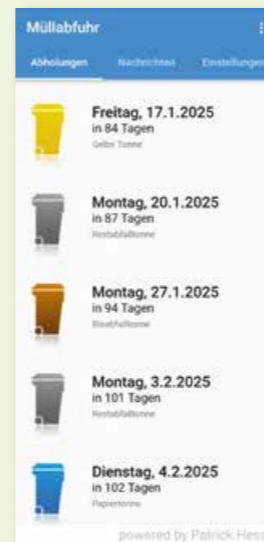 Müllabfuhr
Abholungen Nachrichten Einstellungen
Freitag, 17.1.2025
in 84 Tagen
Gelbe Tonne
Montag, 20.1.2025
in 87 Tagen
Restabfalltonne
Montag, 27.1.2025
in 94 Tagen
Bioabfalltonne
Montag, 3.2.2025
in 101 Tagen
Restabfalltonne
Dienstag, 4.2.2025
in 102 Tagen
Papiertonne
powered by Patrick.Hess